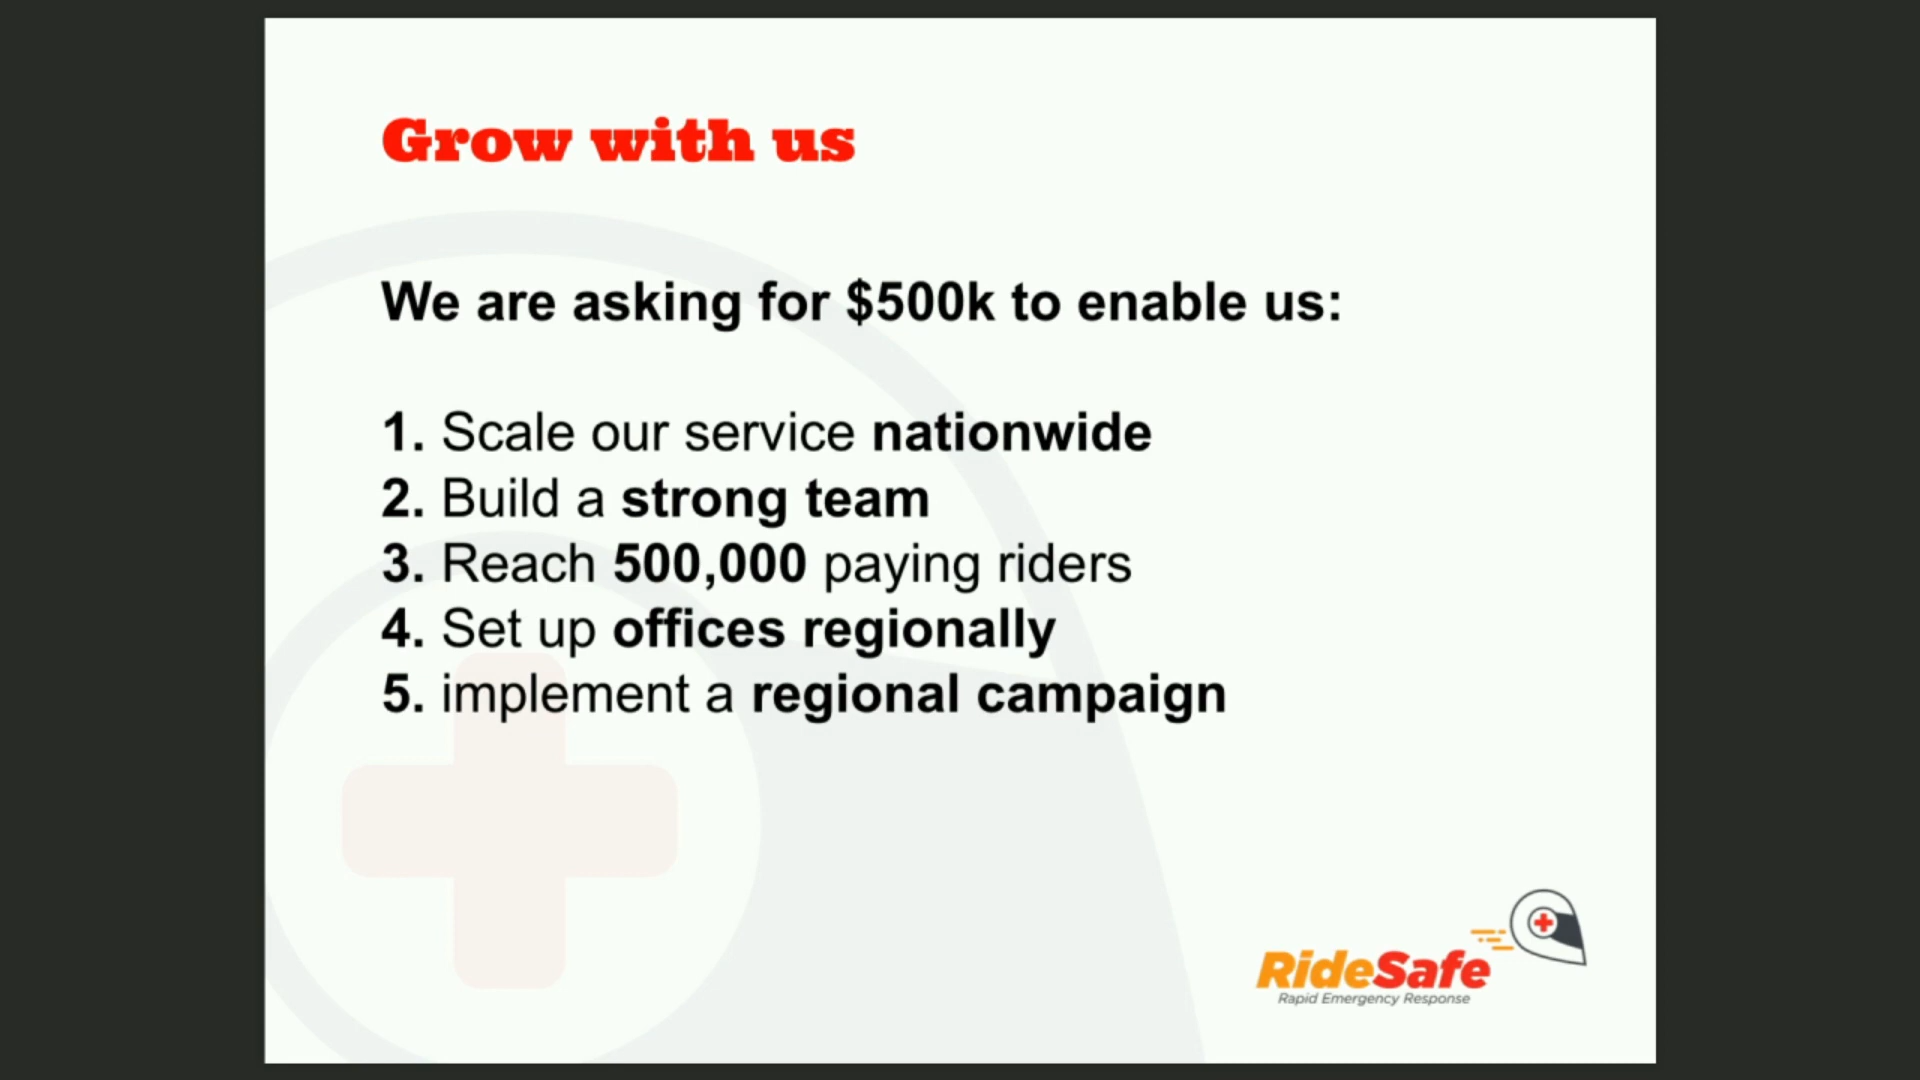 Grow with us
We are asking for $500k to enable us:
1. Scale our service nationwide
2. Build a strong team
3. Reach 500,000 paying riders
4. Set up offices regionally
5. implement a regional campaign
RideSafe
Rapid Emergency Response